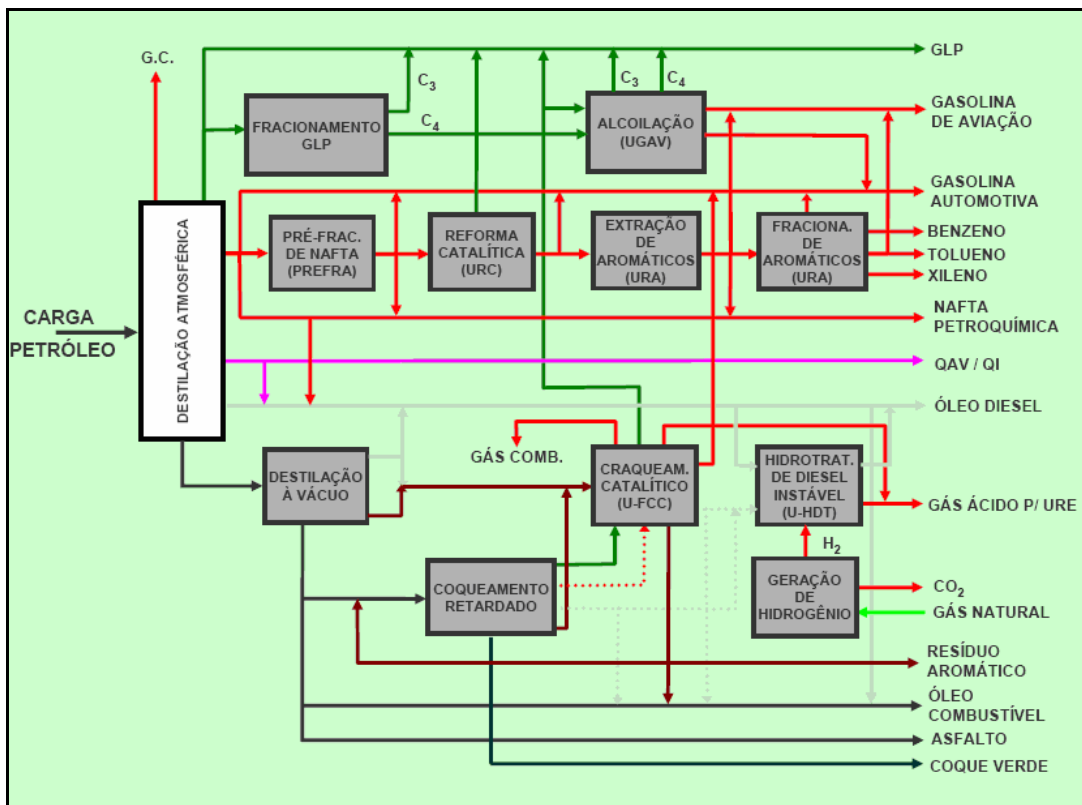 G.C.
GLP
C3
C3
C4
FRACIONAMENTO
GLP
C4
ALCOILAÇÃO
(UGAV)
GASOLINA
DE AVIAÇÃO
GASOLINA
AUTOMOTIVA
DESTILAÇÃO ATMOSFÉRICA
PRÉ-FRAC.
DE NAFTA
(PREFRA)
REFORMA
CATALÍTICA
(URC)
EXTRAÇÃO
DE
AROMÁTICOS
(URA)
FRACIONA.
DE
AROMÁTICOS
(URA)
BENZENO
TOLUENO
XILENO
CARGA
PETRÓLEO
NAFTA
PETROQUÍMICA
QAV / QI
ÓLEO DIESEL
DESTILAÇÃO
À VÁCUO
GÁS COMB.
CRAQUEAM.
CATALÍTICO
(U-FCC)
HIDROTRAT.
DE DIESEL
INSTÁVEL
(U-HDT)
GÁS ÁCIDO P/ URE
H2
COQUEAMENTO
RETARDADO
GERAÇÃO
DE
HIDROGÊNIO
CO2
GÁS NATURAL
RESÍDUO
AROMÁTICO
ÓLEO
COMBUSTÍVEL
ASFALTO
COQUE VERDE